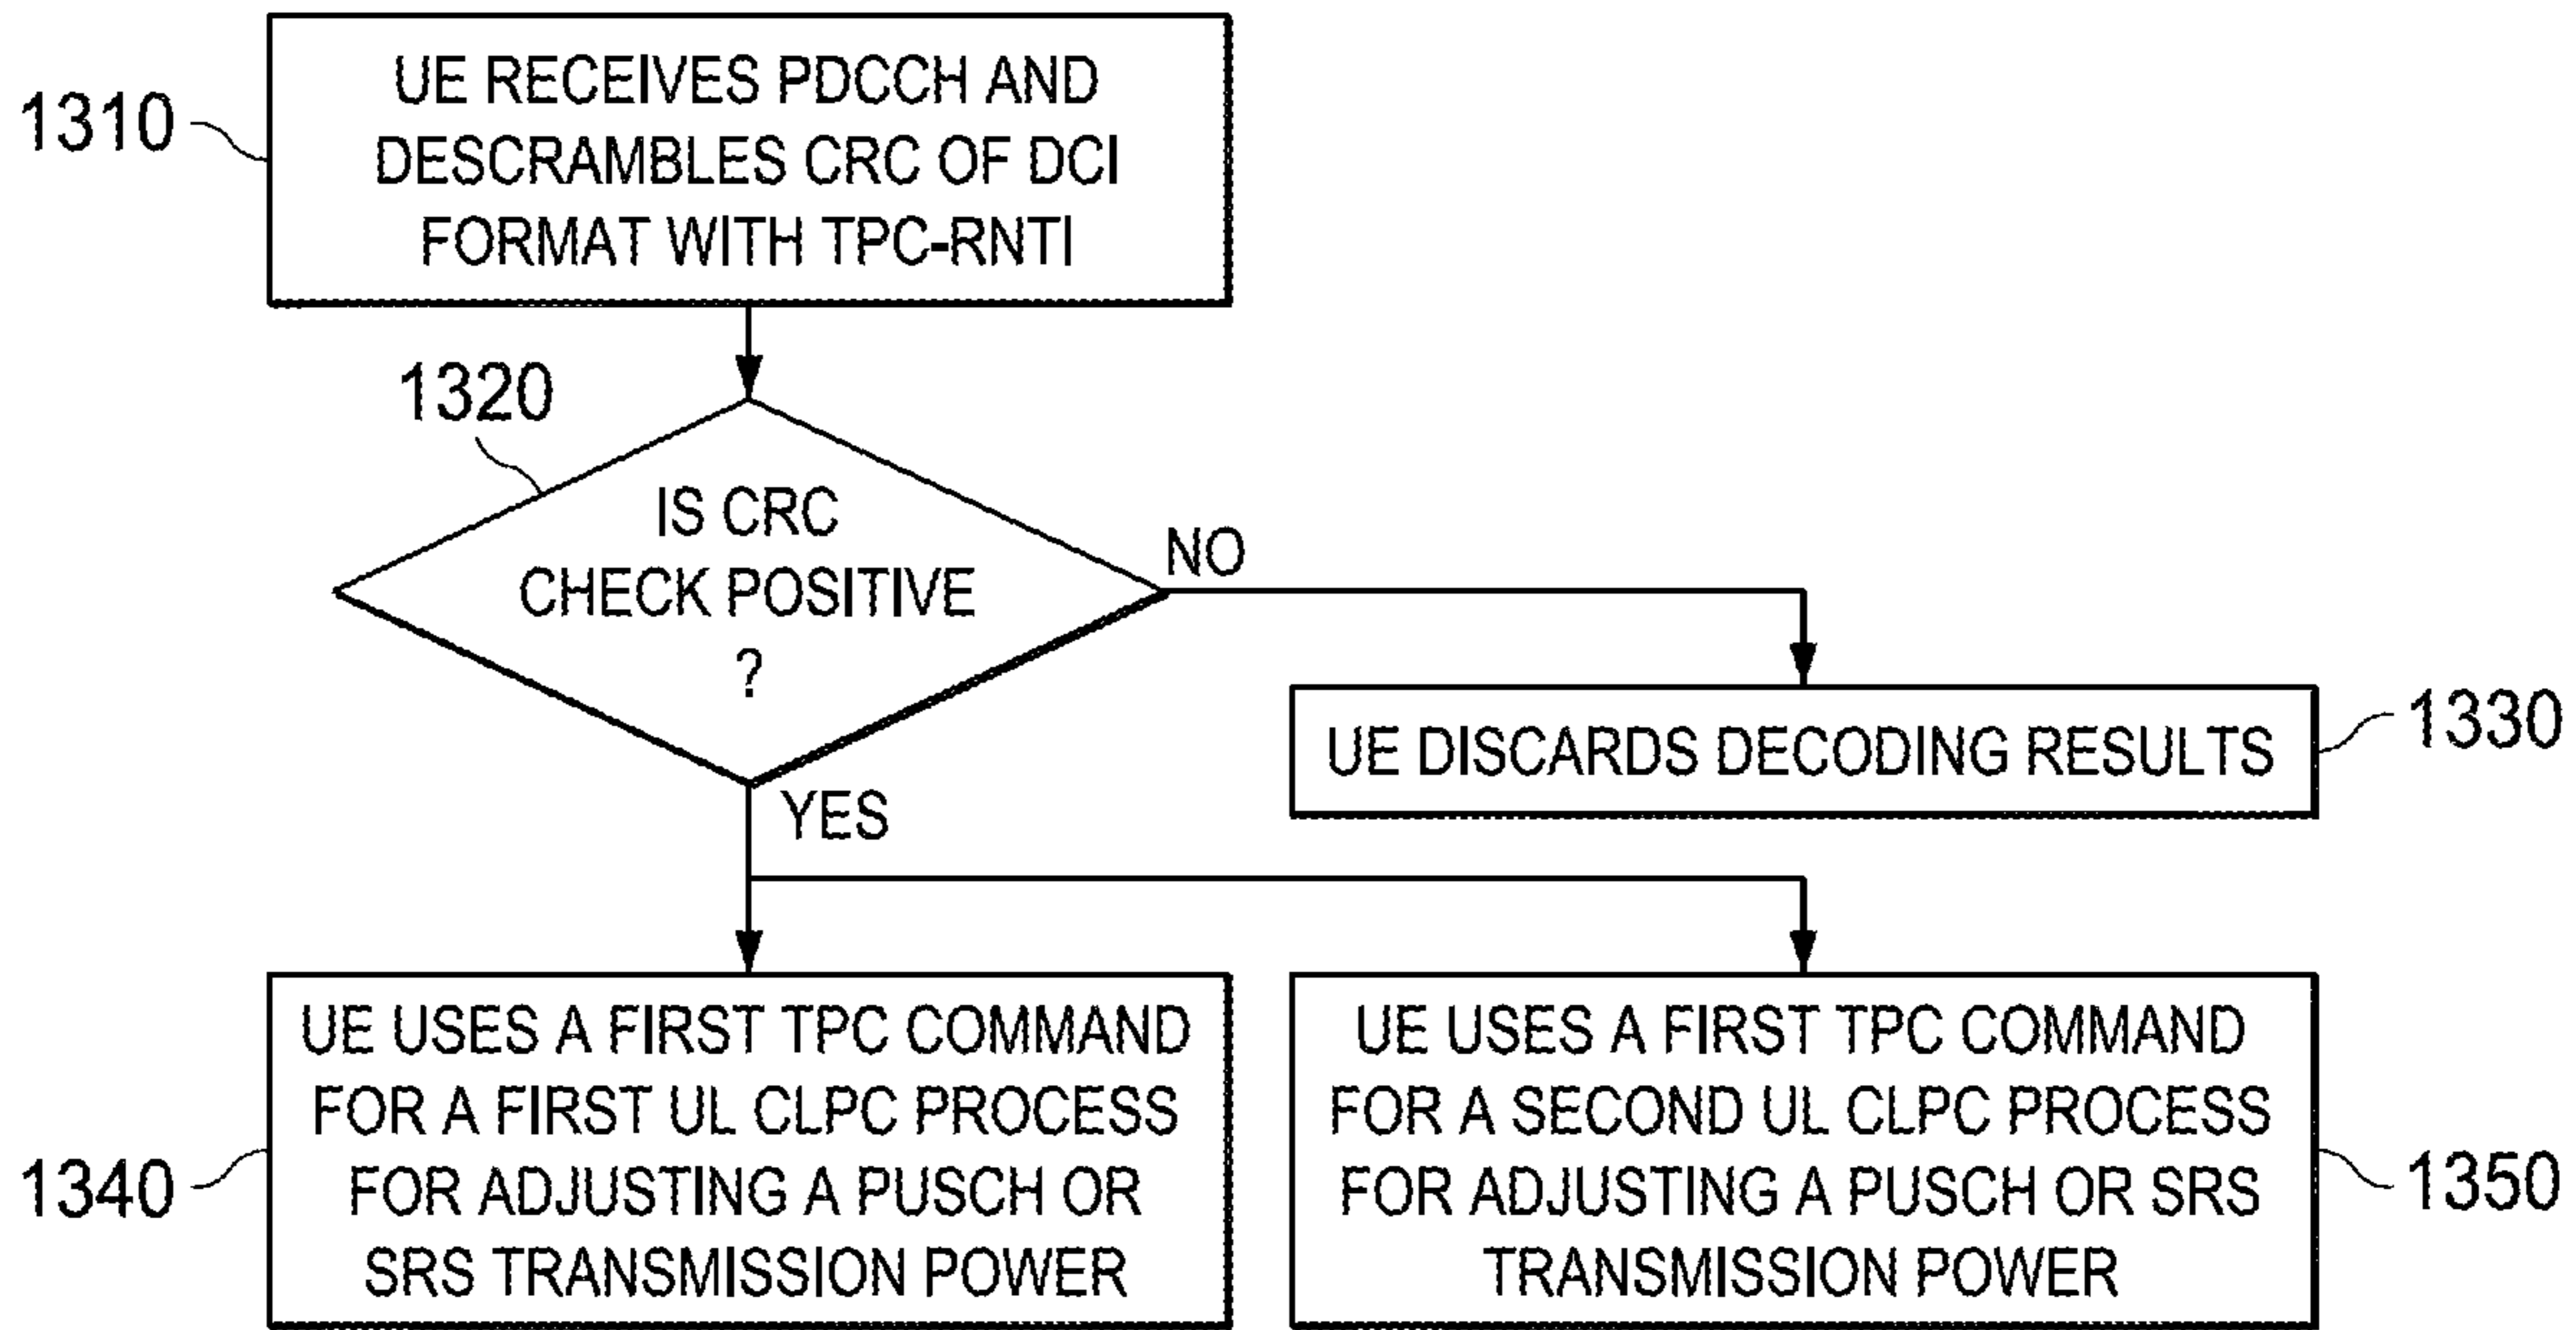 1310
UE RECEIVES PDCCH AND
DESCRAMBLES CRC OF DCI
FORMAT WITH TPC-RNTI
1320
IS CRC
CHECK POSITIVE
?
NO
YES
UE DISCARDS DECODING RESULTS
1330
1340
UE USES A FIRST TPC COMMAND
FOR A FIRST UL CLPC PROCESS
FOR ADJUSTING A PUSCH OR
SRS TRANSMISSION POWER
UE USES A FIRST TPC COMMAND
FOR A SECOND UL CLPC PROCESS
FOR ADJUSTING A PUSCH OR SRS
TRANSMISSION POWER
1350